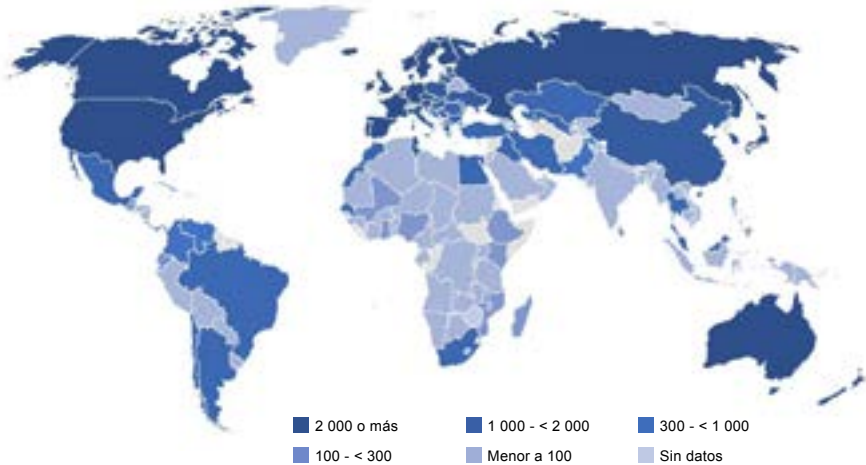 2 000 o más
1 000 - < 2 000
300 - < 1 000
100 - < 300
Menor a 100
Sin datos